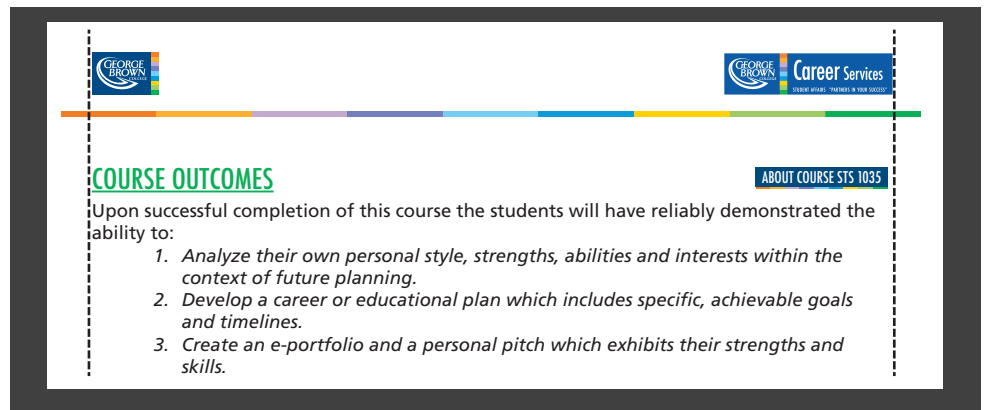 GEORGE
BROWN
COLLEGE
GEORGE
BROWN
COLLEGE
Career Services
STUDENT AFFAIRS "PARTNERS IN YOUR SUCCESS"
COURSE OUTCOMES
ABOUT COURSE STS 1035
Upon successful completion of this course the students will have reliably demonstrated the
ability to:
1. Analyze their own personal style, strengths, abilities and interests within the
context of future planning.
2. Develop a career or educational plan which includes specific, achievable goals
and timelines.
3. Create an e-portfolio and a personal pitch which exhibits their strengths and
skills.